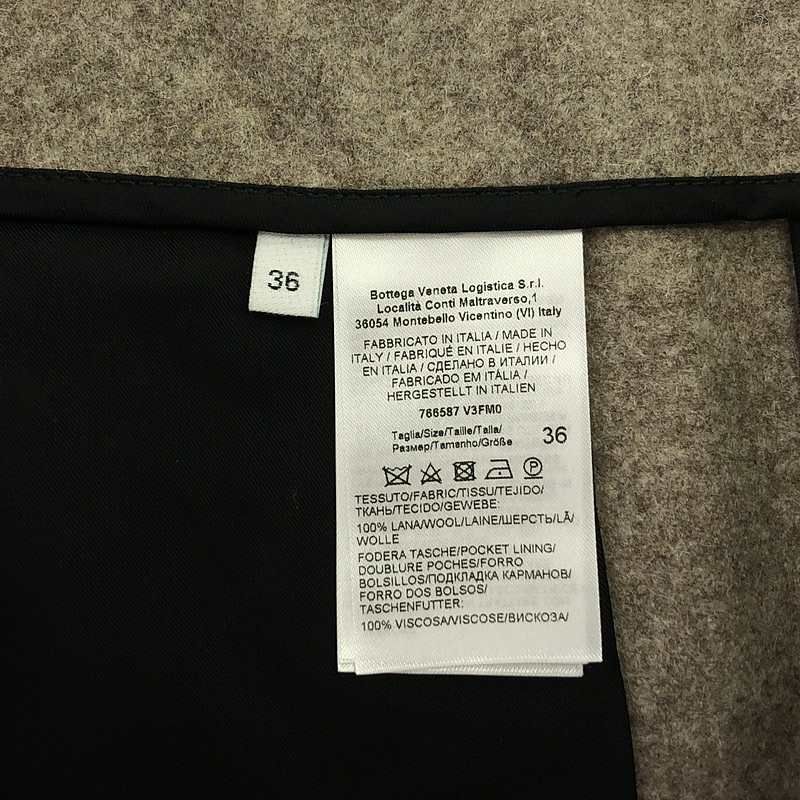 36
Bottega Veneta Logistica S.r.l.
Località Conti Maltraverso,1
36054 Montebello Vicentino (VI) Italy
FABBRICATO IN ITALIA / MADE IN
ITALY / FABRIQUÉ EN ITALIE / HECHO
EN ITALIA / СДЕЛАНО В ИТАЛИИ /
FABRICADO EM ITÁLIA /
HERGESTELLT IN ITALIEN
766587 V3FM0
Taglia/Size/Taille/Talla/
Размер/Tamanho/Größe 36
P
TESSUTO/FABRIC/TISSU/TEJIDO/
ТКАНЬ/TECIDO/GEWEBE:
100% LANA/WOOL/LAINE/ШЕРСТЬ/LÃ/
WOLLE
FODERA TASCHE/POCKET LINING/
DOUBLURE POCHES/FORRO
BOLSILLOS/ПОДКЛАДКА КАРМАНОВ/
FORRO DOS BOLSOS/
TASCHENFUTTER:
100% VISCOSA/VISCOSE/ВИСКОЗА/